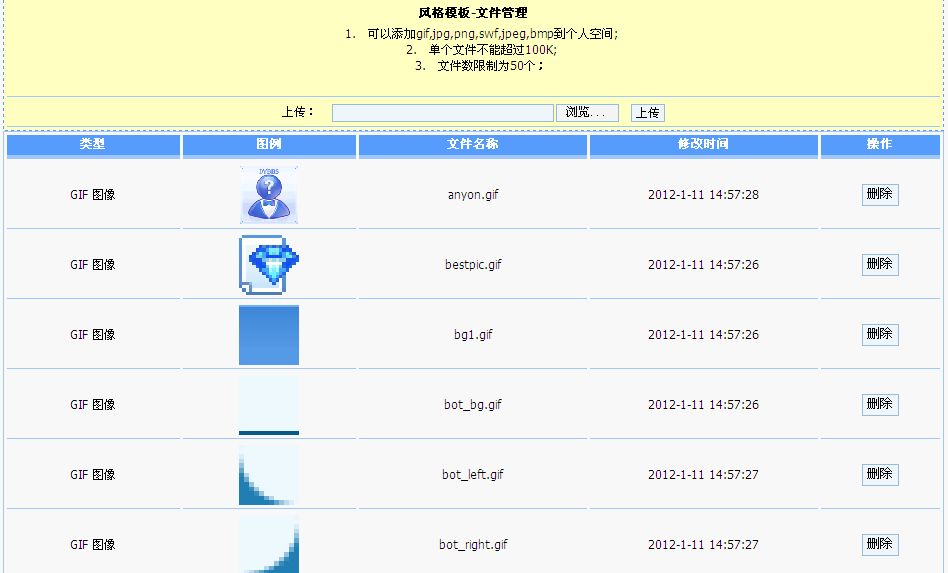 风格模板-文件管理
1. 可以添加gif,jpg,png,swf,jpeg,bmp到个人空间;
2. 单个文件不能超过100K;
3. 文件数限制为50个；
上传： 浏览... 上传
类型 图例 文件名称 修改时间 操作
DVBBS
GIF 图像 ? anyon.gif 2012-1-11 14:57:28 删除
GIF 图像 bestpic.gif 2012-1-11 14:57:26 删除
GIF 图像 bg1.gif 2012-1-11 14:57:26 删除
GIF 图像 bot_bg.gif 2012-1-11 14:57:26 删除
GIF 图像 bot_left.gif 2012-1-11 14:57:27 删除
GIF 图像 bot_right.gif 2012-1-11 14:57:27 删除